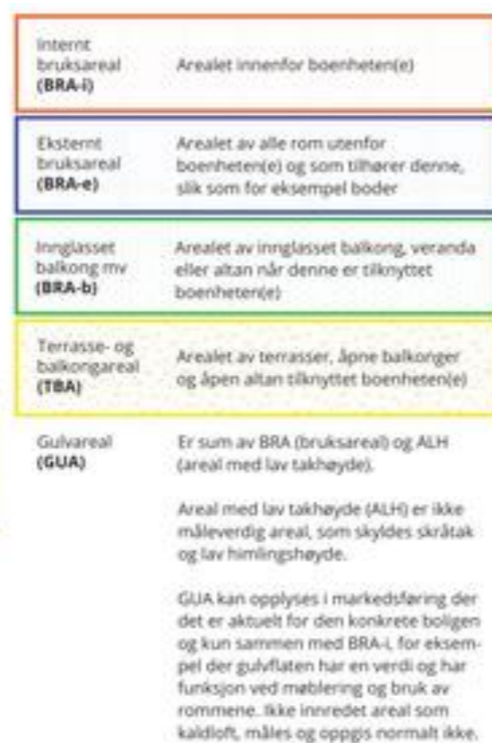 Internt
bruksareal
(BRA-i)
Arealet innenfor boenheten(e)
Eksternt
bruksareal
(BRA-e)
Arealet av alle rom utenfor
boenheten(e) og som tilhører denne,
slik som for eksempel boder
Innglasset
balkong mv
(BRA-b)
Arealet av innglasset balkong, veranda
eller altan når denne er tilknyttet
boenheten(e)
Terrasse- og
balkongareal
(TBA)
Arealet av terrasser, åpne balkonger
og åpen altan tilknyttet boenheten(e)
Gulvareal
(GUA)
Er sum av BRA (bruksareal) og ALH
(areal med lav takhøyde).
Areal med lav takhøyde (ALH) er ikke
måleverdig areal, som skyldes skråtak
og lav himlingshøyde.
GUA kan opplyses i markedsføring der
det er aktuelt for den konkrete boligen
og kun sammen med BRA-i, for eksem-
pel der gulvflaten har en verdi og har
funksjon ved møblering og bruk av
rommene. Ikke innredet areal som
kaldloft, måles og oppgis normalt ikke.